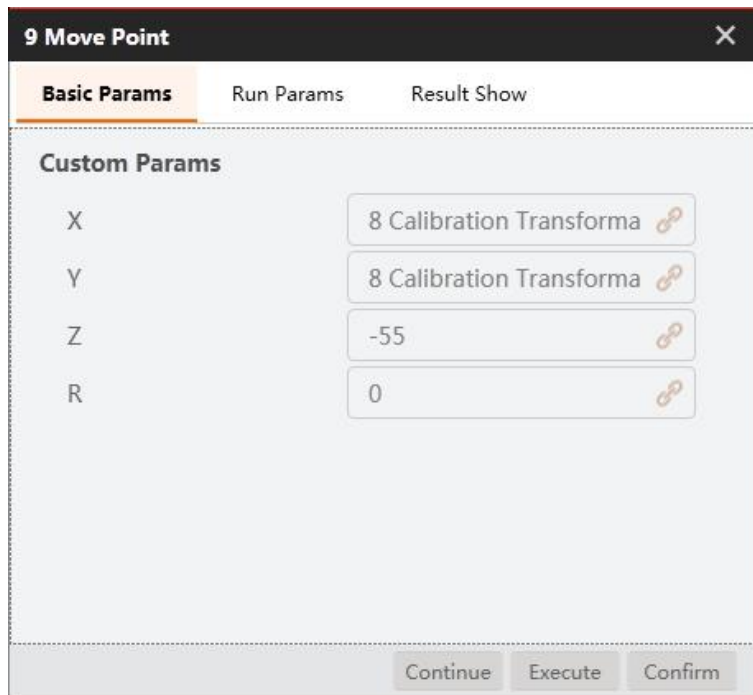 9 Move Point
Basic Params Run Params Result Show
Custom Params
X 8 Calibration Transforma
Y 8 Calibration Transforma
Z -55
R 0
Continue Execute Confirm